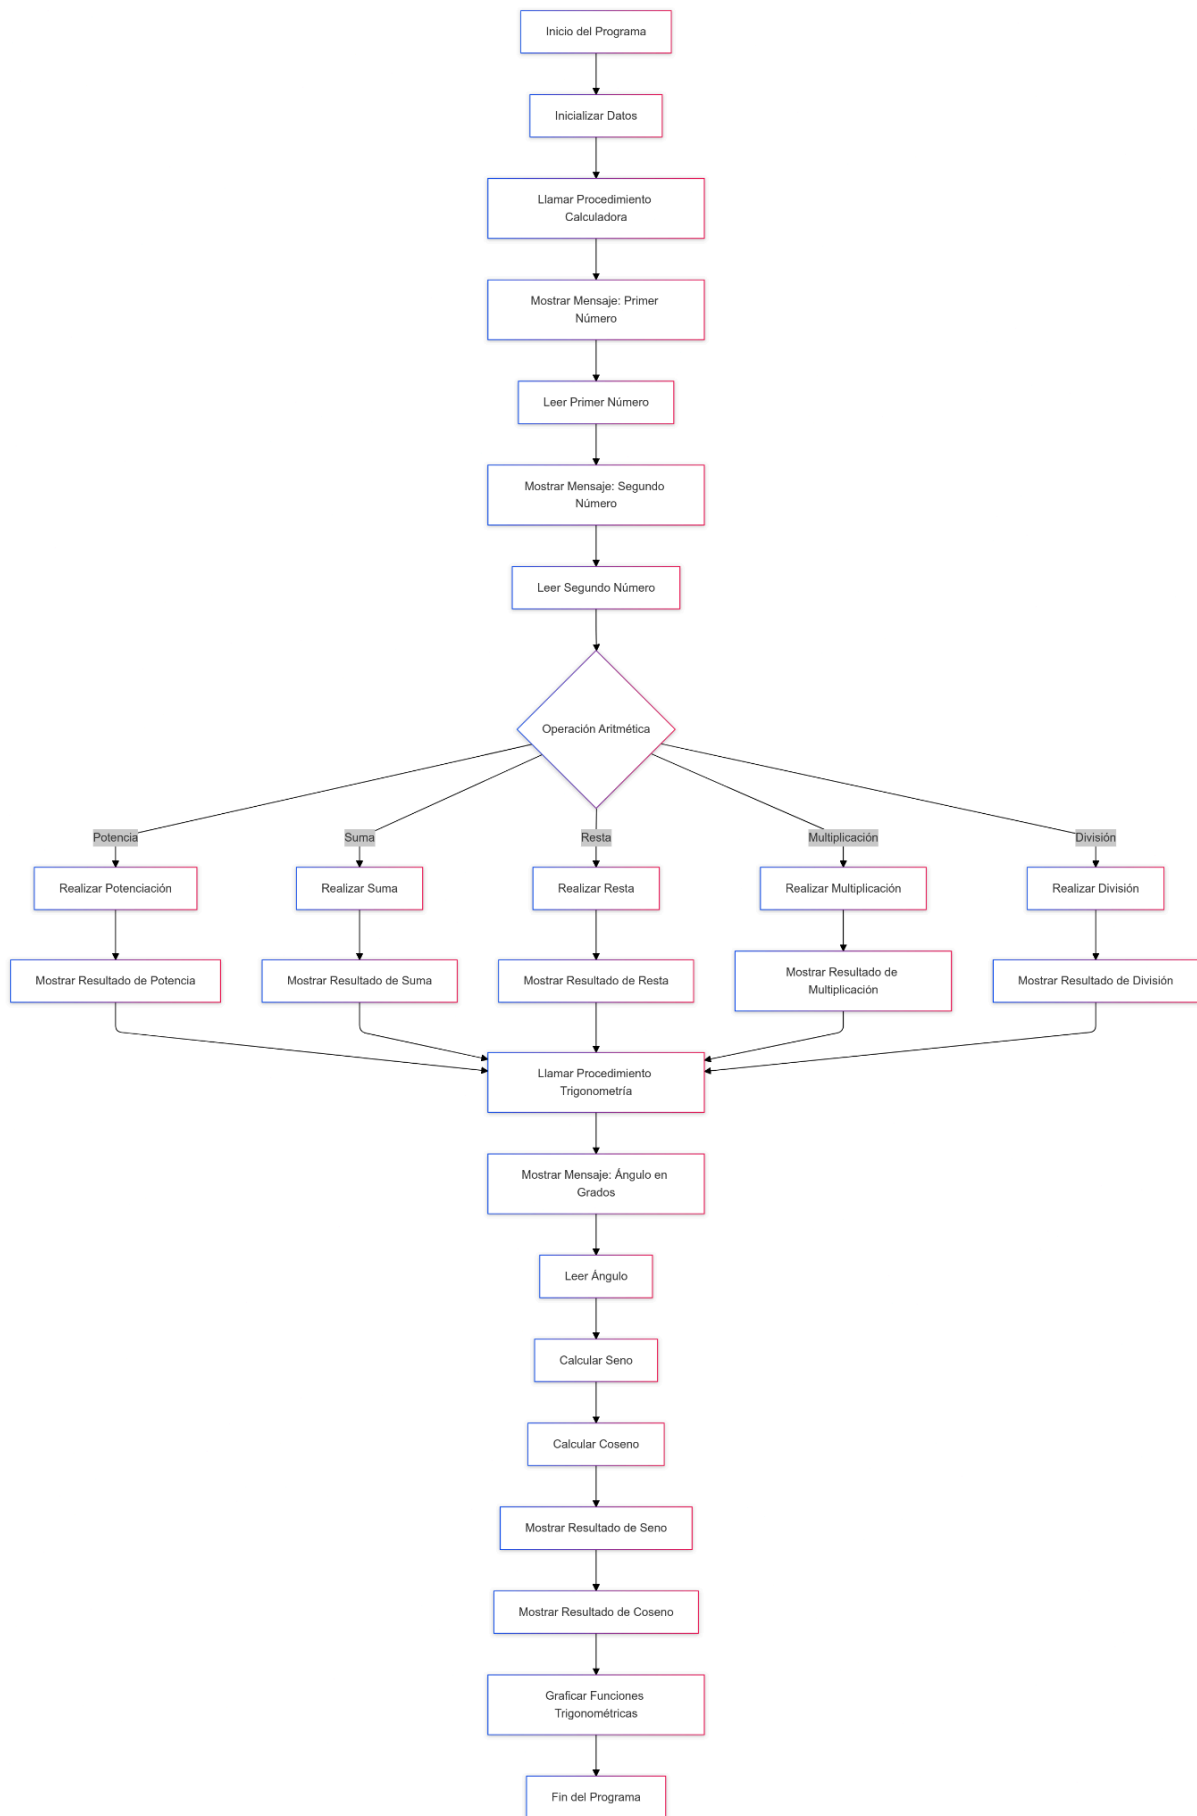 Inicio del Programa
Inicializar Datos
Llamar Procedimiento
Calculadora
Mostrar Mensaje: Primer
Número
Leer Primer Número
Mostrar Mensaje: Segundo
Número
Leer Segundo Número
Operación Aritmética
Potencia
Suma
Resta
Multiplicación
División
Realizar Potenciación
Realizar Suma
Realizar Resta
Realizar Multiplicación
Realizar División
Mostrar Resultado de Potencia
Mostrar Resultado de Suma
Mostrar Resultado de Resta
Mostrar Resultado de
Multiplicación
Mostrar Resultado de División
Llamar Procedimiento
Trigonometría
Mostrar Mensaje: Ángulo en
Grados
Leer Ángulo
Calcular Seno
Calcular Coseno
Mostrar Resultado de Seno
Mostrar Resultado de Coseno
Graficar Funciones
Trigonométricas
Fin del Programa